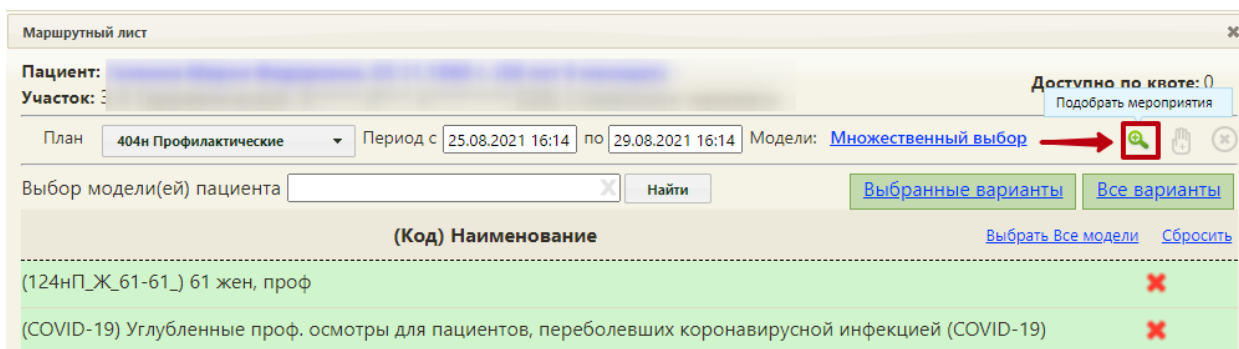 Маршрутный лист
Пациент:
Участок:
Доступно по квоте: 0
Подобрать мероприятия
План 404н Профилактические Период с 25.08.2021 16:14 по 29.08.2021 16:14 Модели: Множественный выбор
Выбор модели(ей) пациента Найти Выбранные варианты Все варианты
(Код) Наименование Выбрать Все модели Сбросить
(124нП_Ж_61-61_) 61 жен, проф
(COVID-19) Углубленные проф. осмотры для пациентов, переболевших коронавирусной инфекцией (COVID-19)